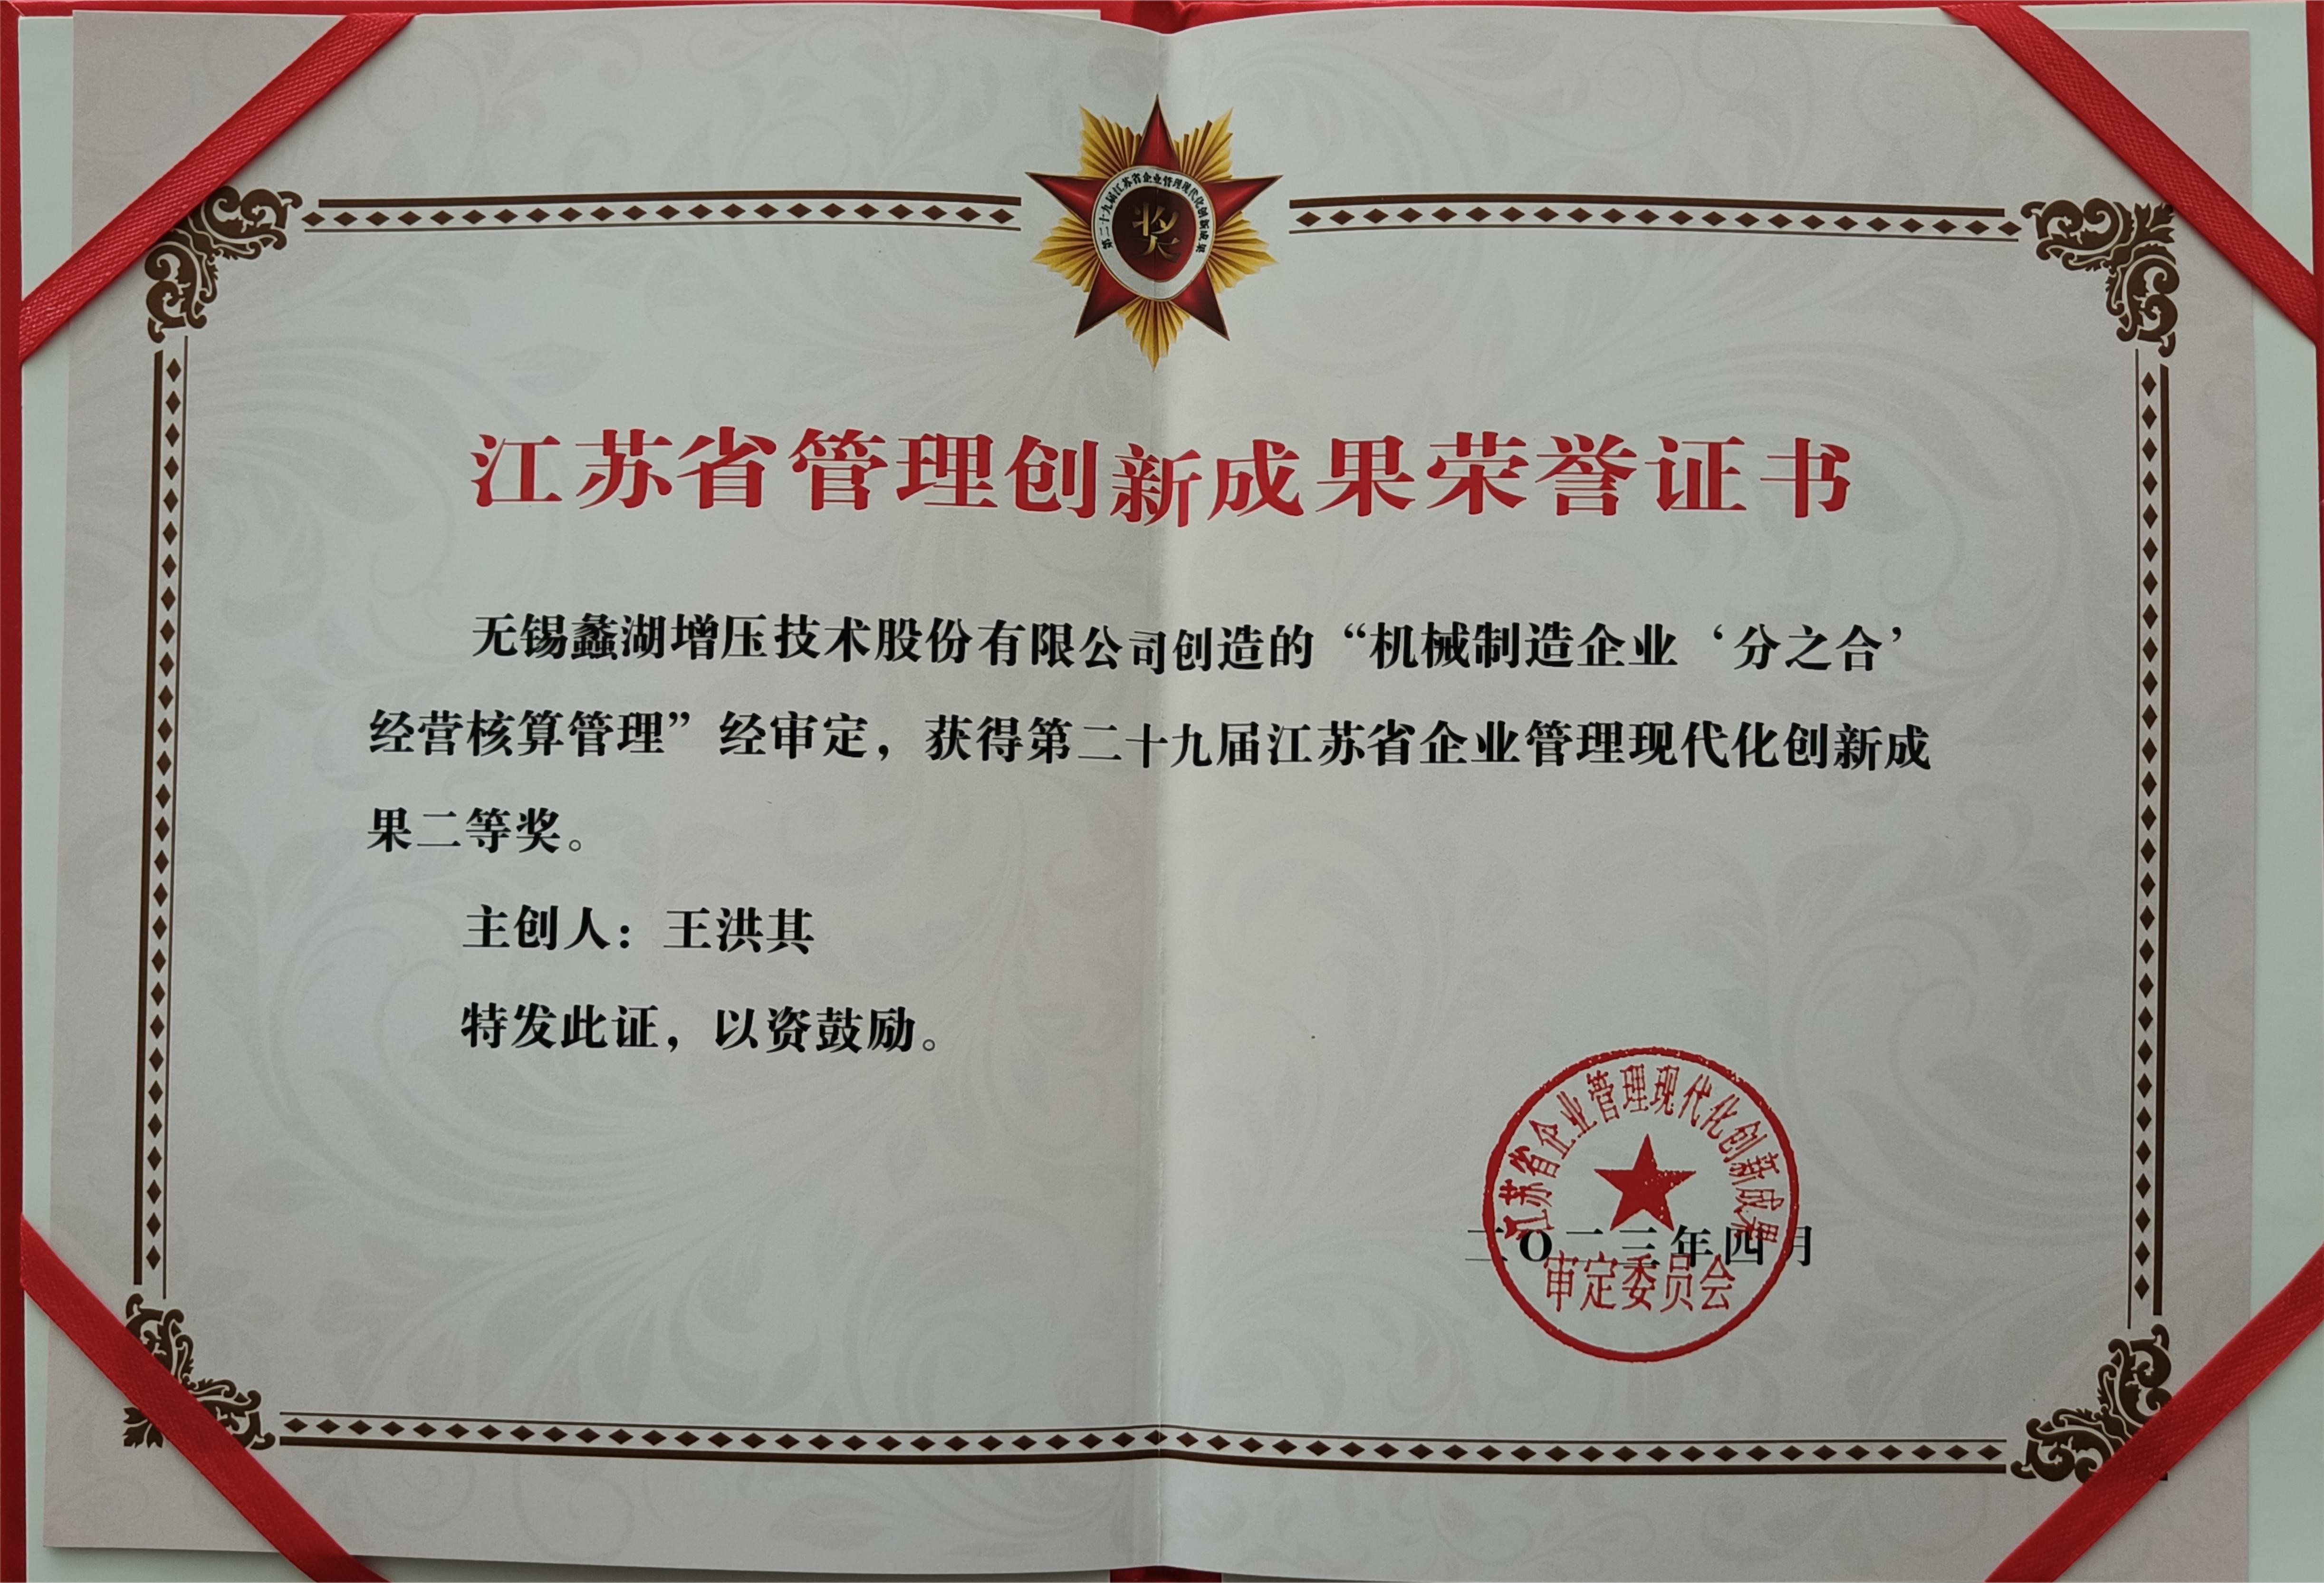 第二十九届江苏省企业管理现代化创新成果
奖
江苏省管理创新成果荣誉证书
无锡蠡湖增压技术股份有限公司创造的“机械制造企业‘分之合’
经营核算管理”经审定，获得第二十九届江苏省企业管理现代化创新成
果二等奖。
主创人：王洪其
特发此证，以资鼓励。
江苏省企业管理现代化创新成果
二〇二三年四月
审定委员会